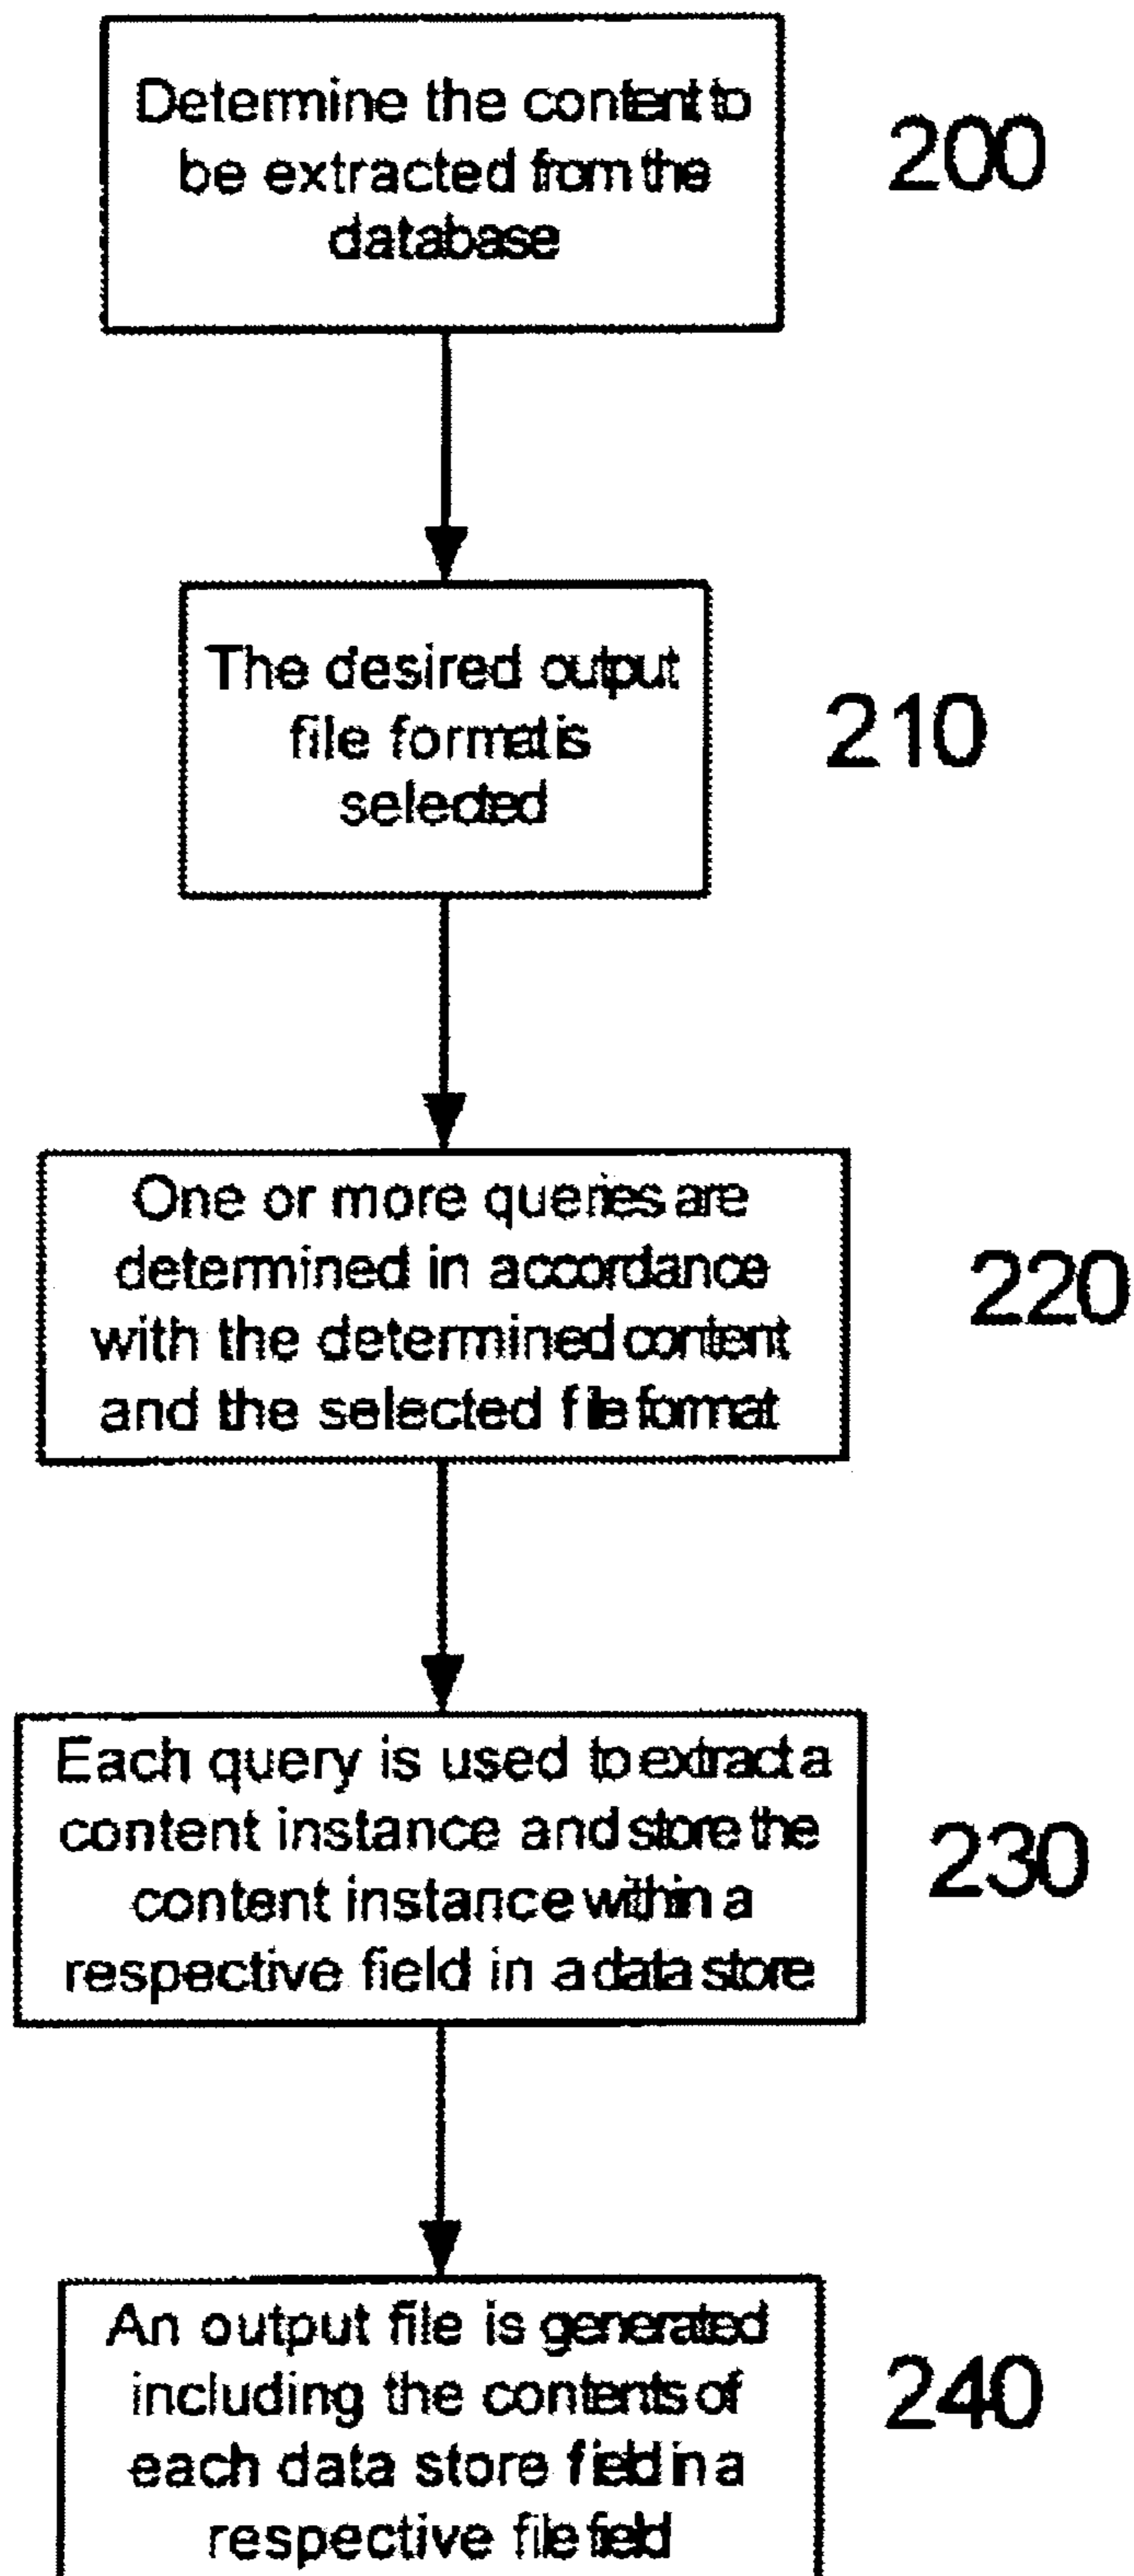 Determine the content to
be extracted from the
database
200
The desired output
file format is
selected
210
One or more queries are
determined in accordance
with the determined content
and the selected file format
220
Each query is used to extract a
content instance and store the
content instance within a
respective field in a data store
230
An output file is generated
including the contents of
each data store field in a
respective file field
240